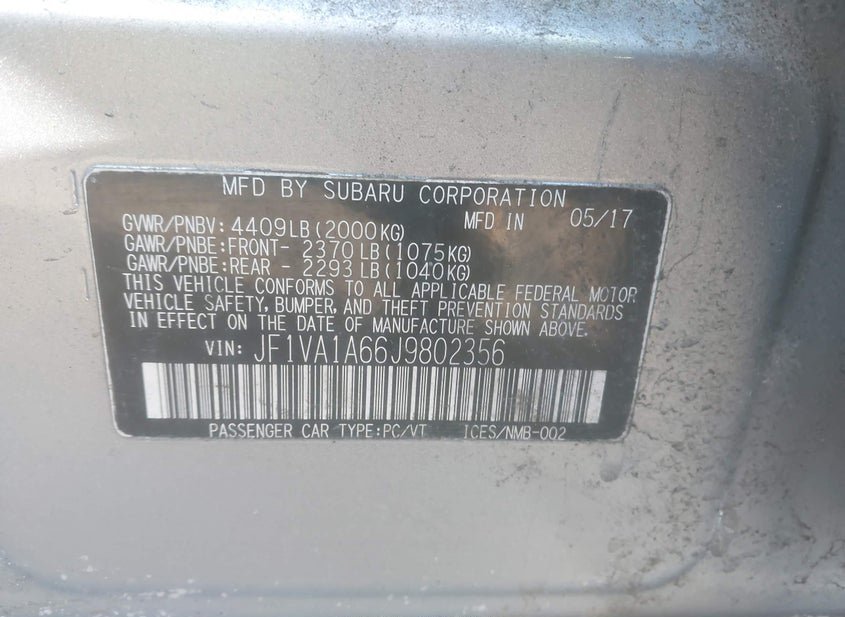 MFD BY SUBARU CORPORATION
GVWR/PNBV: 4409LB(2000KG) MFD IN 05/17
GAWR/PNBE:FRONT- 2370LB(1075KG)
GAWR/PNBE:REAR - 2293LB(1040KG)
THIS VEHICLE CONFORMS TO ALL APPLICABLE FEDERAL MOTOR
VEHICLE SAFETY, BUMPER, AND THEFT PREVENTION STANDARDS
IN EFFECT ON THE DATE OF MANUFACTURE SHOWN ABOVE.
VIN: JF1VA1A66J9802356
PASSENGER CAR TYPE:PC/VT ICES/NMB-002